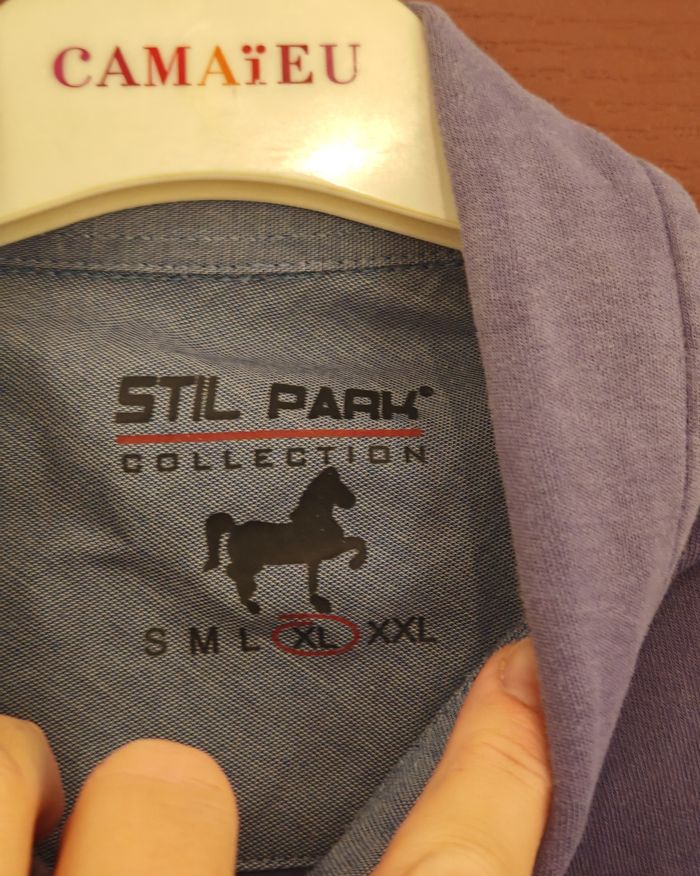 CAMAïEU
STIL PARK
COLLECTION
S M L XL XXL